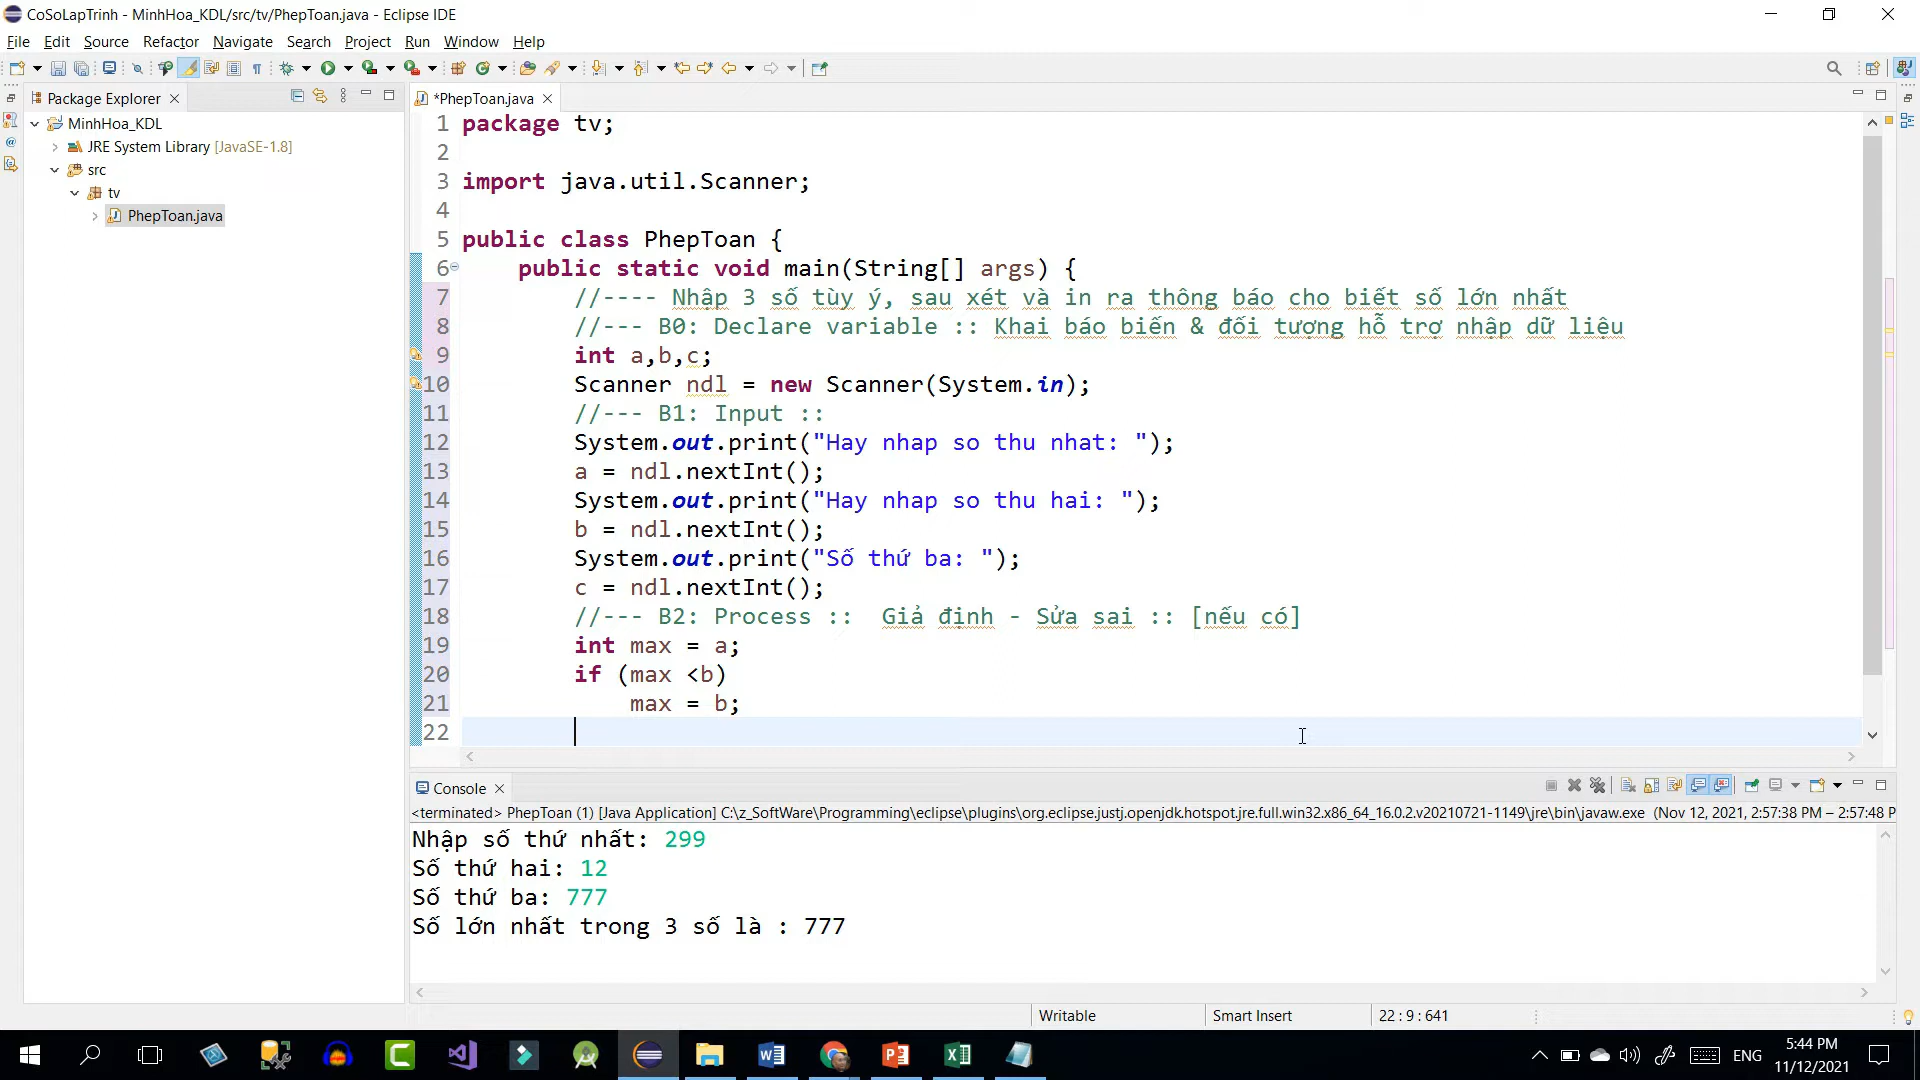 CoSoLapTrinh - MinhHoa_KDL/src/tv/PhepToan.java - Eclipse IDE
File Edit Source Refactor Navigate Search Project Run Window Help
Package Explorer
*PhepToan.java
MinhHoa_KDL
JRE System Library [JavaSE-1.8]
src
tv
PhepToan.java
1 package tv;
2
3 import java.util.Scanner;
4
5 public class PhepToan {
6 public static void main(String[] args) {
7 //---- Nhập 3 số tùy ý, sau xét và in ra thông báo cho biết số lớn nhất
8 //--- B0: Declare variable :: Khai báo biến & đối tượng hỗ trợ nhập dữ liệu
9 int a,b,c;
10 Scanner ndl = new Scanner(System.in);
11 //--- B1: Input ::
12 System.out.print("Hay nhap so thu nhat: ");
13 a = ndl.nextInt();
14 System.out.print("Hay nhap so thu hai: ");
15 b = ndl.nextInt();
16 System.out.print("Số thứ ba: ");
17 c = ndl.nextInt();
18 //--- B2: Process :: Giả định - Sửa sai :: [nếu có]
19 int max = a;
20 if (max <b)
21 max = b;
22
Console
<terminated> PhepToan (1) [Java Application] C:\z_SoftWare\Programming\eclipse\plugins\org.eclipse.justj.openjdk.hotspot.jre.full.win32.x86_64_16.0.2.v20210721-1149\jre\bin\javaw.exe (Nov 12, 2021, 2:57:38 PM – 2:57:48 P
Nhập số thứ nhất: 299
Số thứ hai: 12
Số thứ ba: 777
Số lớn nhất trong 3 số là : 777
Writable
Smart Insert
22 : 9 : 641
ENG
5:44 PM
11/12/2021